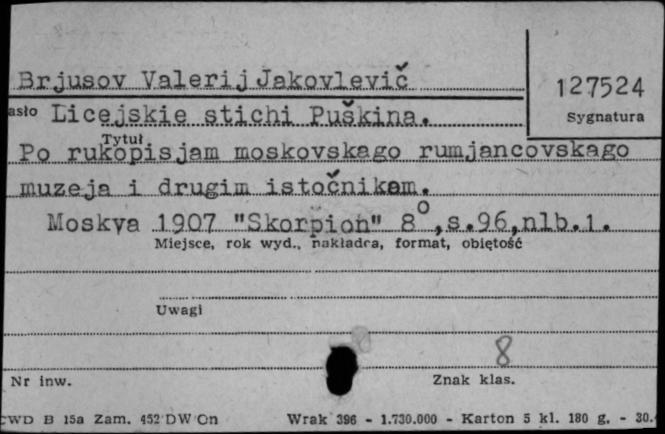 Brjusov Valerij Jakovlevič
127524
asło Licejskie stichi Puškina.
Sygnatura
Tytuł
Po rukopisjam moskovskago rumjancovskago
muzeja i drugim istočnikam.
Moskva 1907 "Skorpion" 8°,s.96,nlb.1.
Miejsce, rok wyd., nakładca, format, objętość
Uwagi
8
Nr inw.
Znak klas.
CWD B 15a Zam. 452 DW On Wrak 396 - 1.730.000 - Karton 5 kl. 180 g. - 30.